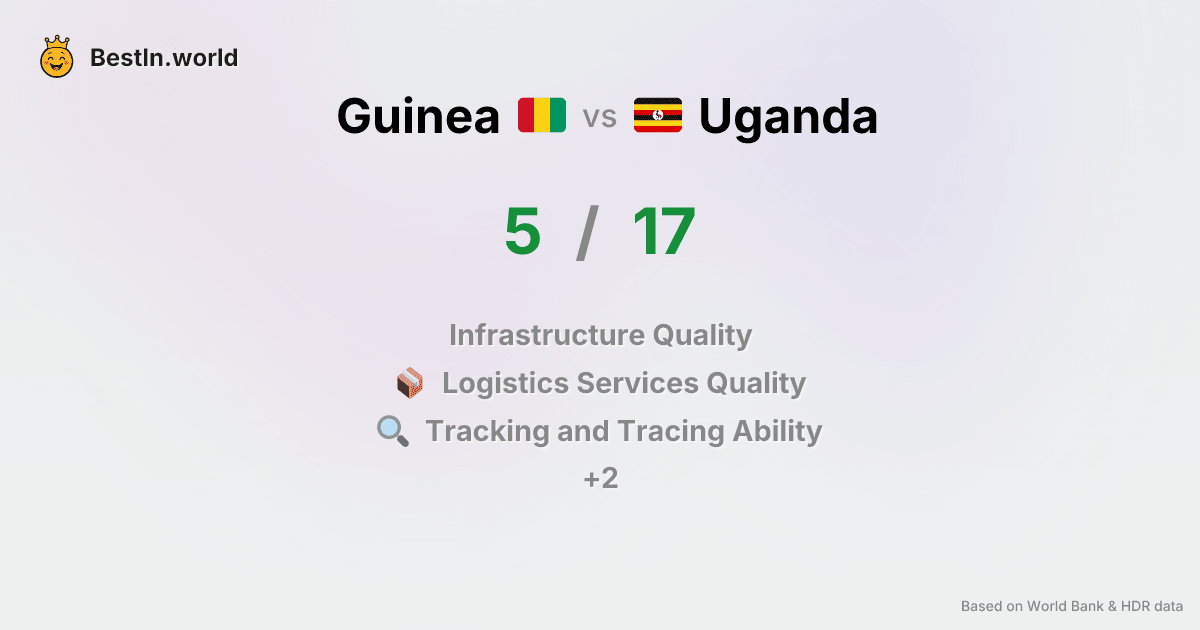 BestIn.world
Guinea vs Uganda
5 / 17
Infrastructure Quality
Logistics Services Quality
Tracking and Tracing Ability
+2
Based on World Bank & HDR data